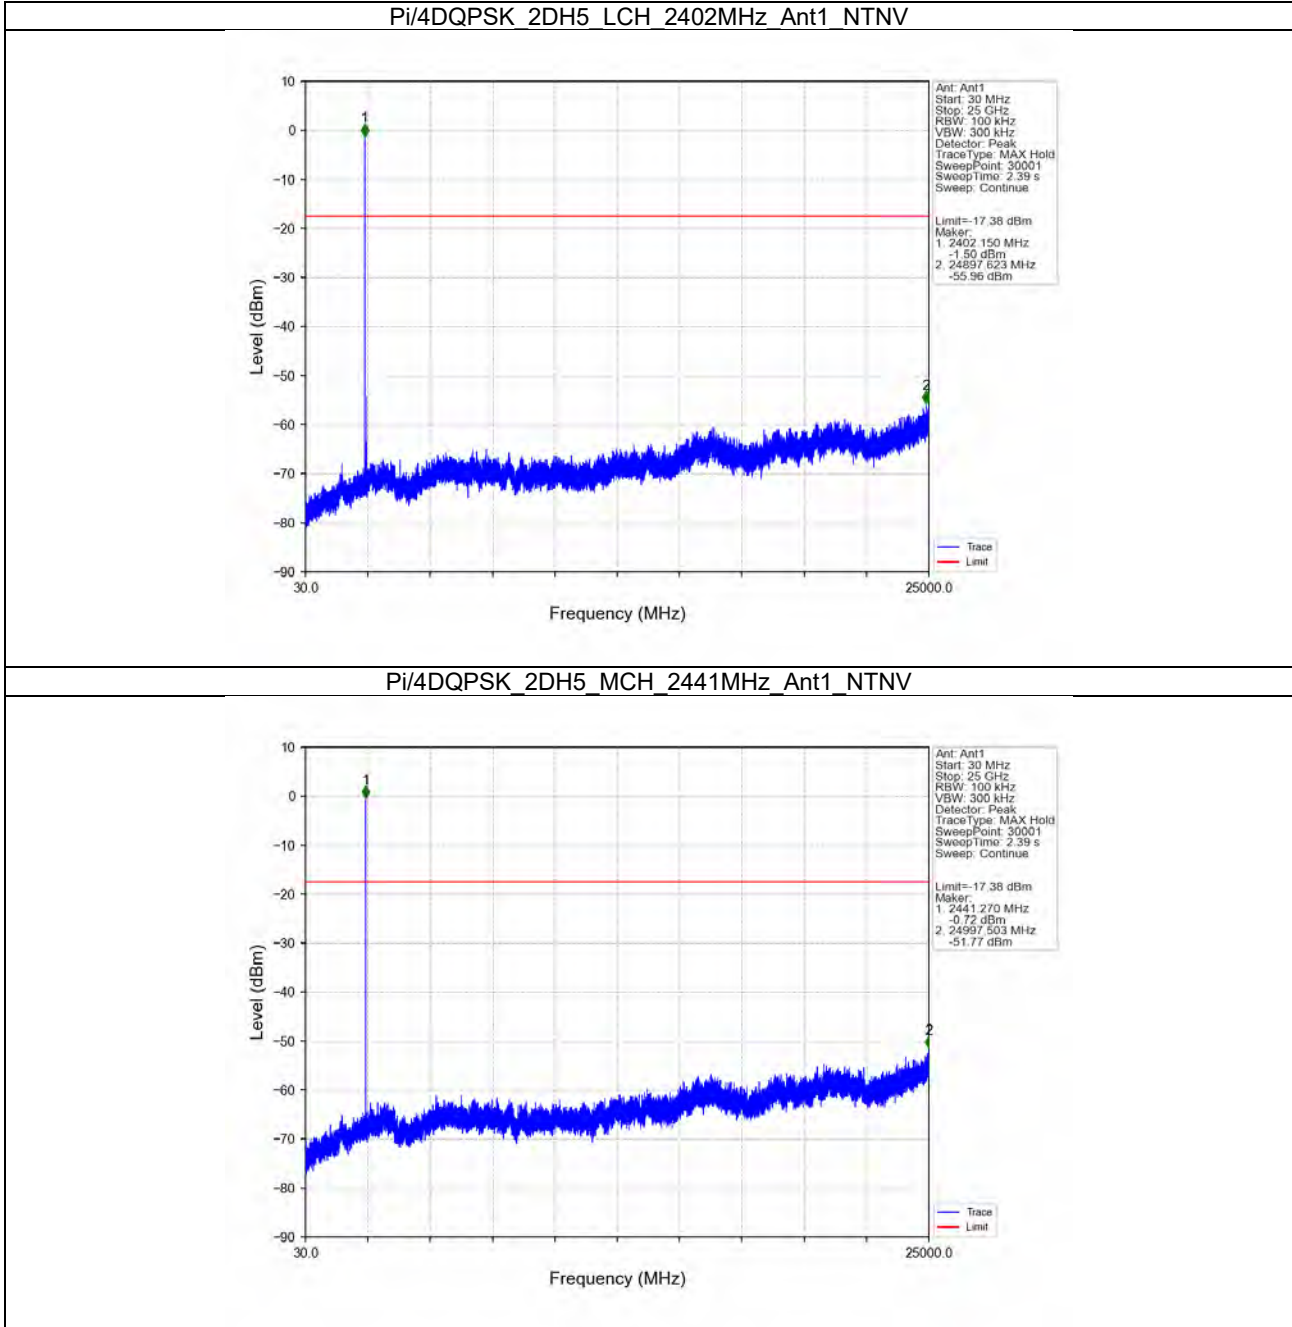 Pi/4DQPSK_2DH5_LCH_2402MHz_Ant1_NTNV
10
0
−10
−20
−30
−40
−50
−60
−70
−80
−90
Level (dBm)
1
2
30.0
25000.0
Frequency (MHz)
Ant: Ant1
Start: 30 MHz
Stop: 25 GHz
RBW: 100 kHz
VBW: 300 kHz
Detector: Peak
TraceType: MAX Hold
SweepPoint: 30001
SweepTime: 2.39 s
Sweep: Continue
Limit=-17.38 dBm
Maker:
1. 2402.150 MHz
-1.50 dBm
2. 24897.623 MHz
-55.96 dBm
Trace
Limit
Pi/4DQPSK_2DH5_MCH_2441MHz_Ant1_NTNV
10
0
−10
−20
−30
−40
−50
−60
−70
−80
−90
Level (dBm)
1
2
30.0
25000.0
Frequency (MHz)
Ant: Ant1
Start: 30 MHz
Stop: 25 GHz
RBW: 100 kHz
VBW: 300 kHz
Detector: Peak
TraceType: MAX Hold
SweepPoint: 30001
SweepTime: 2.39 s
Sweep: Continue
Limit=-17.38 dBm
Maker:
1. 2441.270 MHz
-0.72 dBm
2. 24997.503 MHz
-51.77 dBm
Trace
Limit